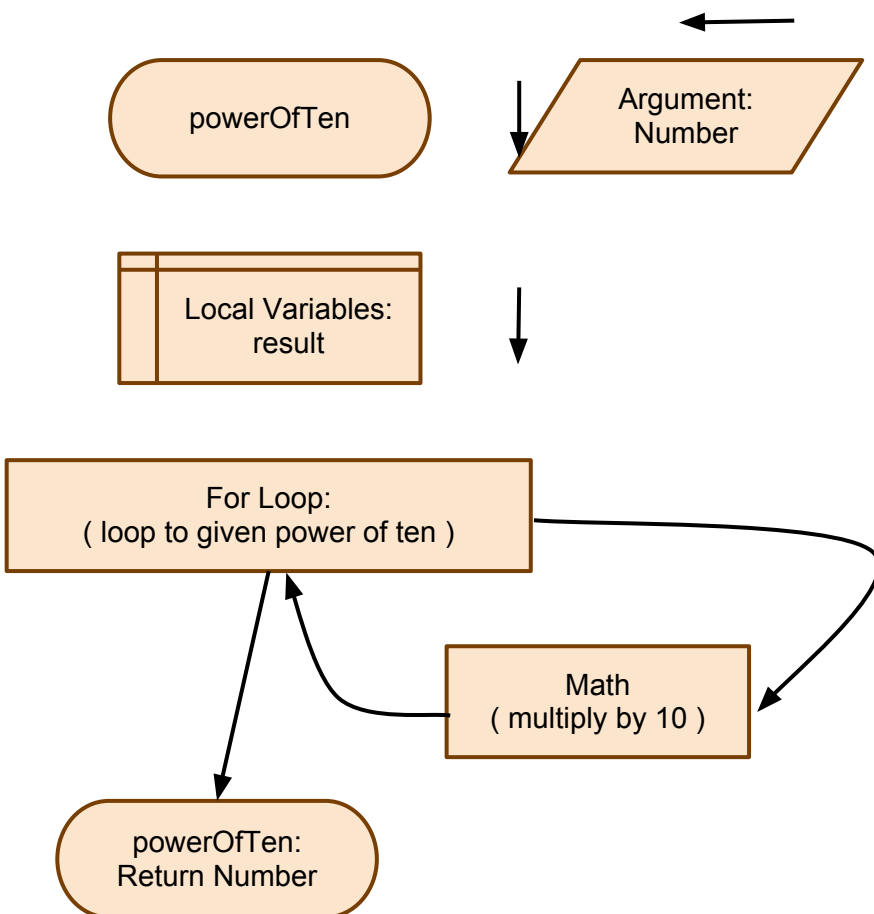 powerOfTen
Argument:
Number
Local Variables:
result
For Loop:
( loop to given power of ten )
Math
( multiply by 10 )
powerOfTen:
Return Number